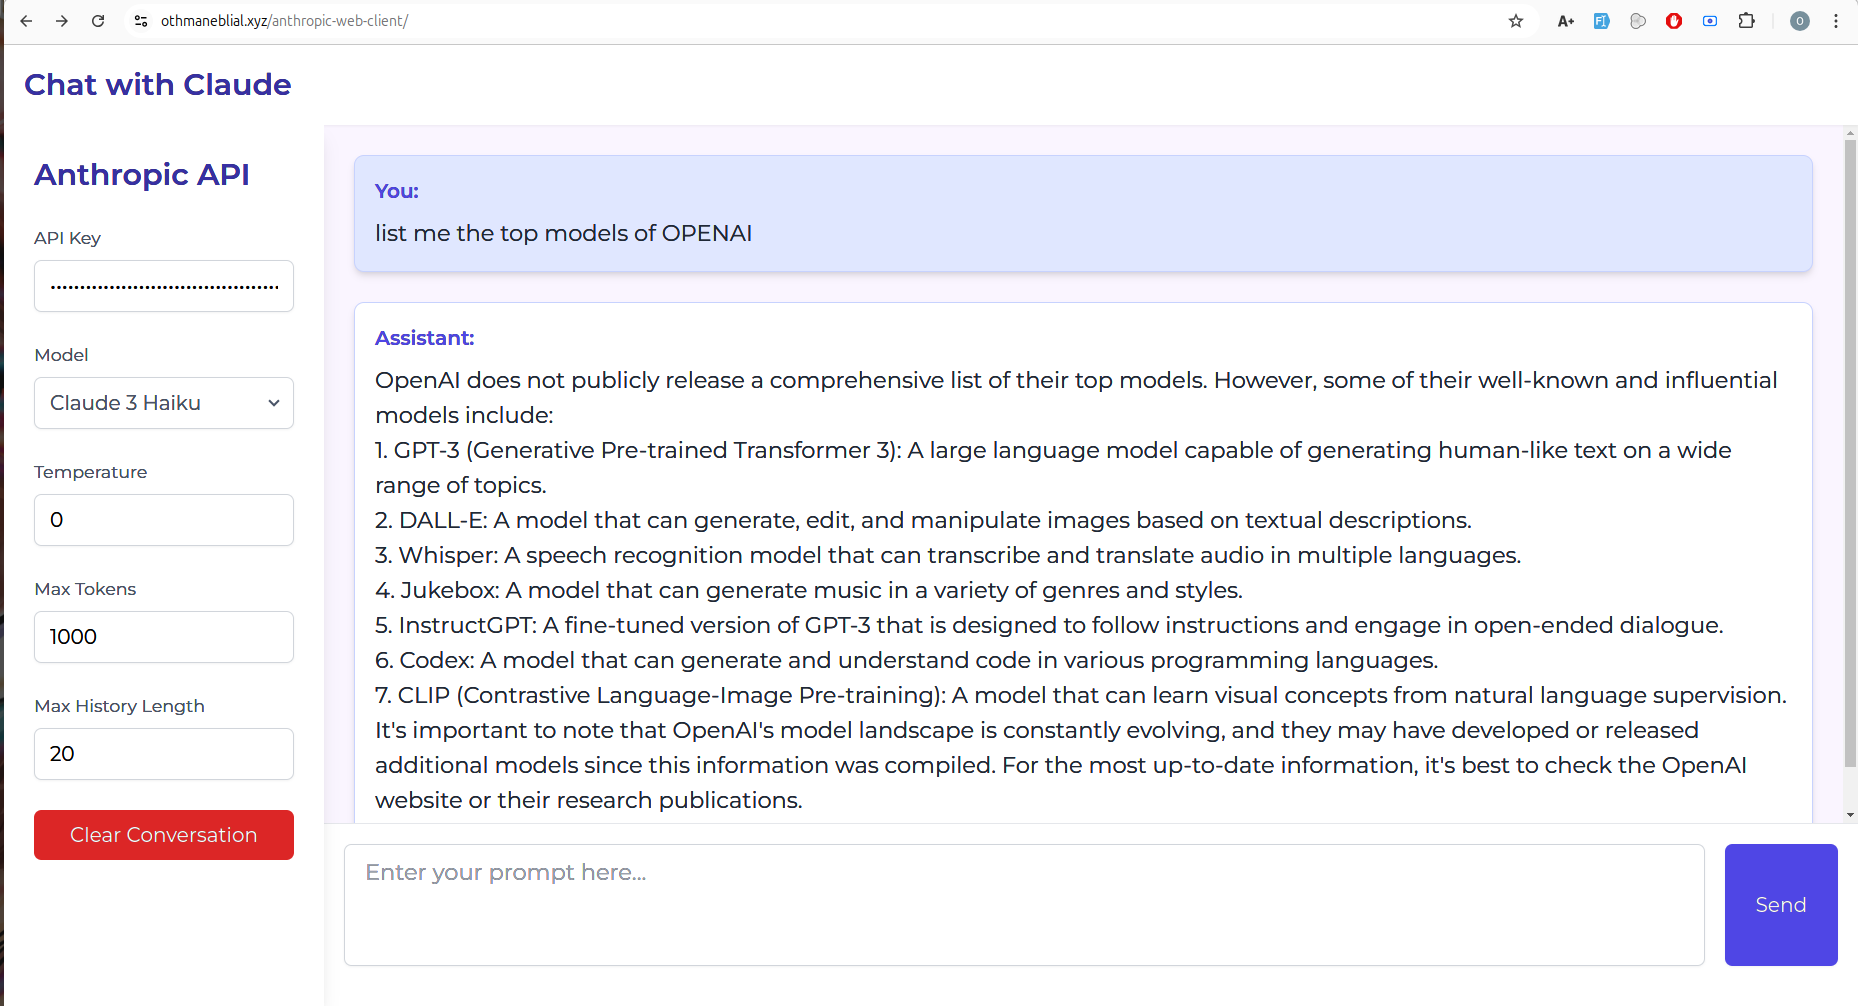 othmaneblial.xyz/anthropic-web-client/
A+
FI
O
Chat with Claude
Anthropic API
API Key
Model
Claude 3 Haiku
Temperature
0
Max Tokens
1000
Max History Length
20
Clear Conversation
You:
list me the top models of OPENAI
Assistant:
OpenAI does not publicly release a comprehensive list of their top models. However, some of their well-known and influential
models include:
1. GPT-3 (Generative Pre-trained Transformer 3): A large language model capable of generating human-like text on a wide
range of topics.
2. DALL-E: A model that can generate, edit, and manipulate images based on textual descriptions.
3. Whisper: A speech recognition model that can transcribe and translate audio in multiple languages.
4. Jukebox: A model that can generate music in a variety of genres and styles.
5. InstructGPT: A fine-tuned version of GPT-3 that is designed to follow instructions and engage in open-ended dialogue.
6. Codex: A model that can generate and understand code in various programming languages.
7. CLIP (Contrastive Language-Image Pre-training): A model that can learn visual concepts from natural language supervision.
It's important to note that OpenAI's model landscape is constantly evolving, and they may have developed or released
additional models since this information was compiled. For the most up-to-date information, it's best to check the OpenAI
website or their research publications.
Enter your prompt here...
Send